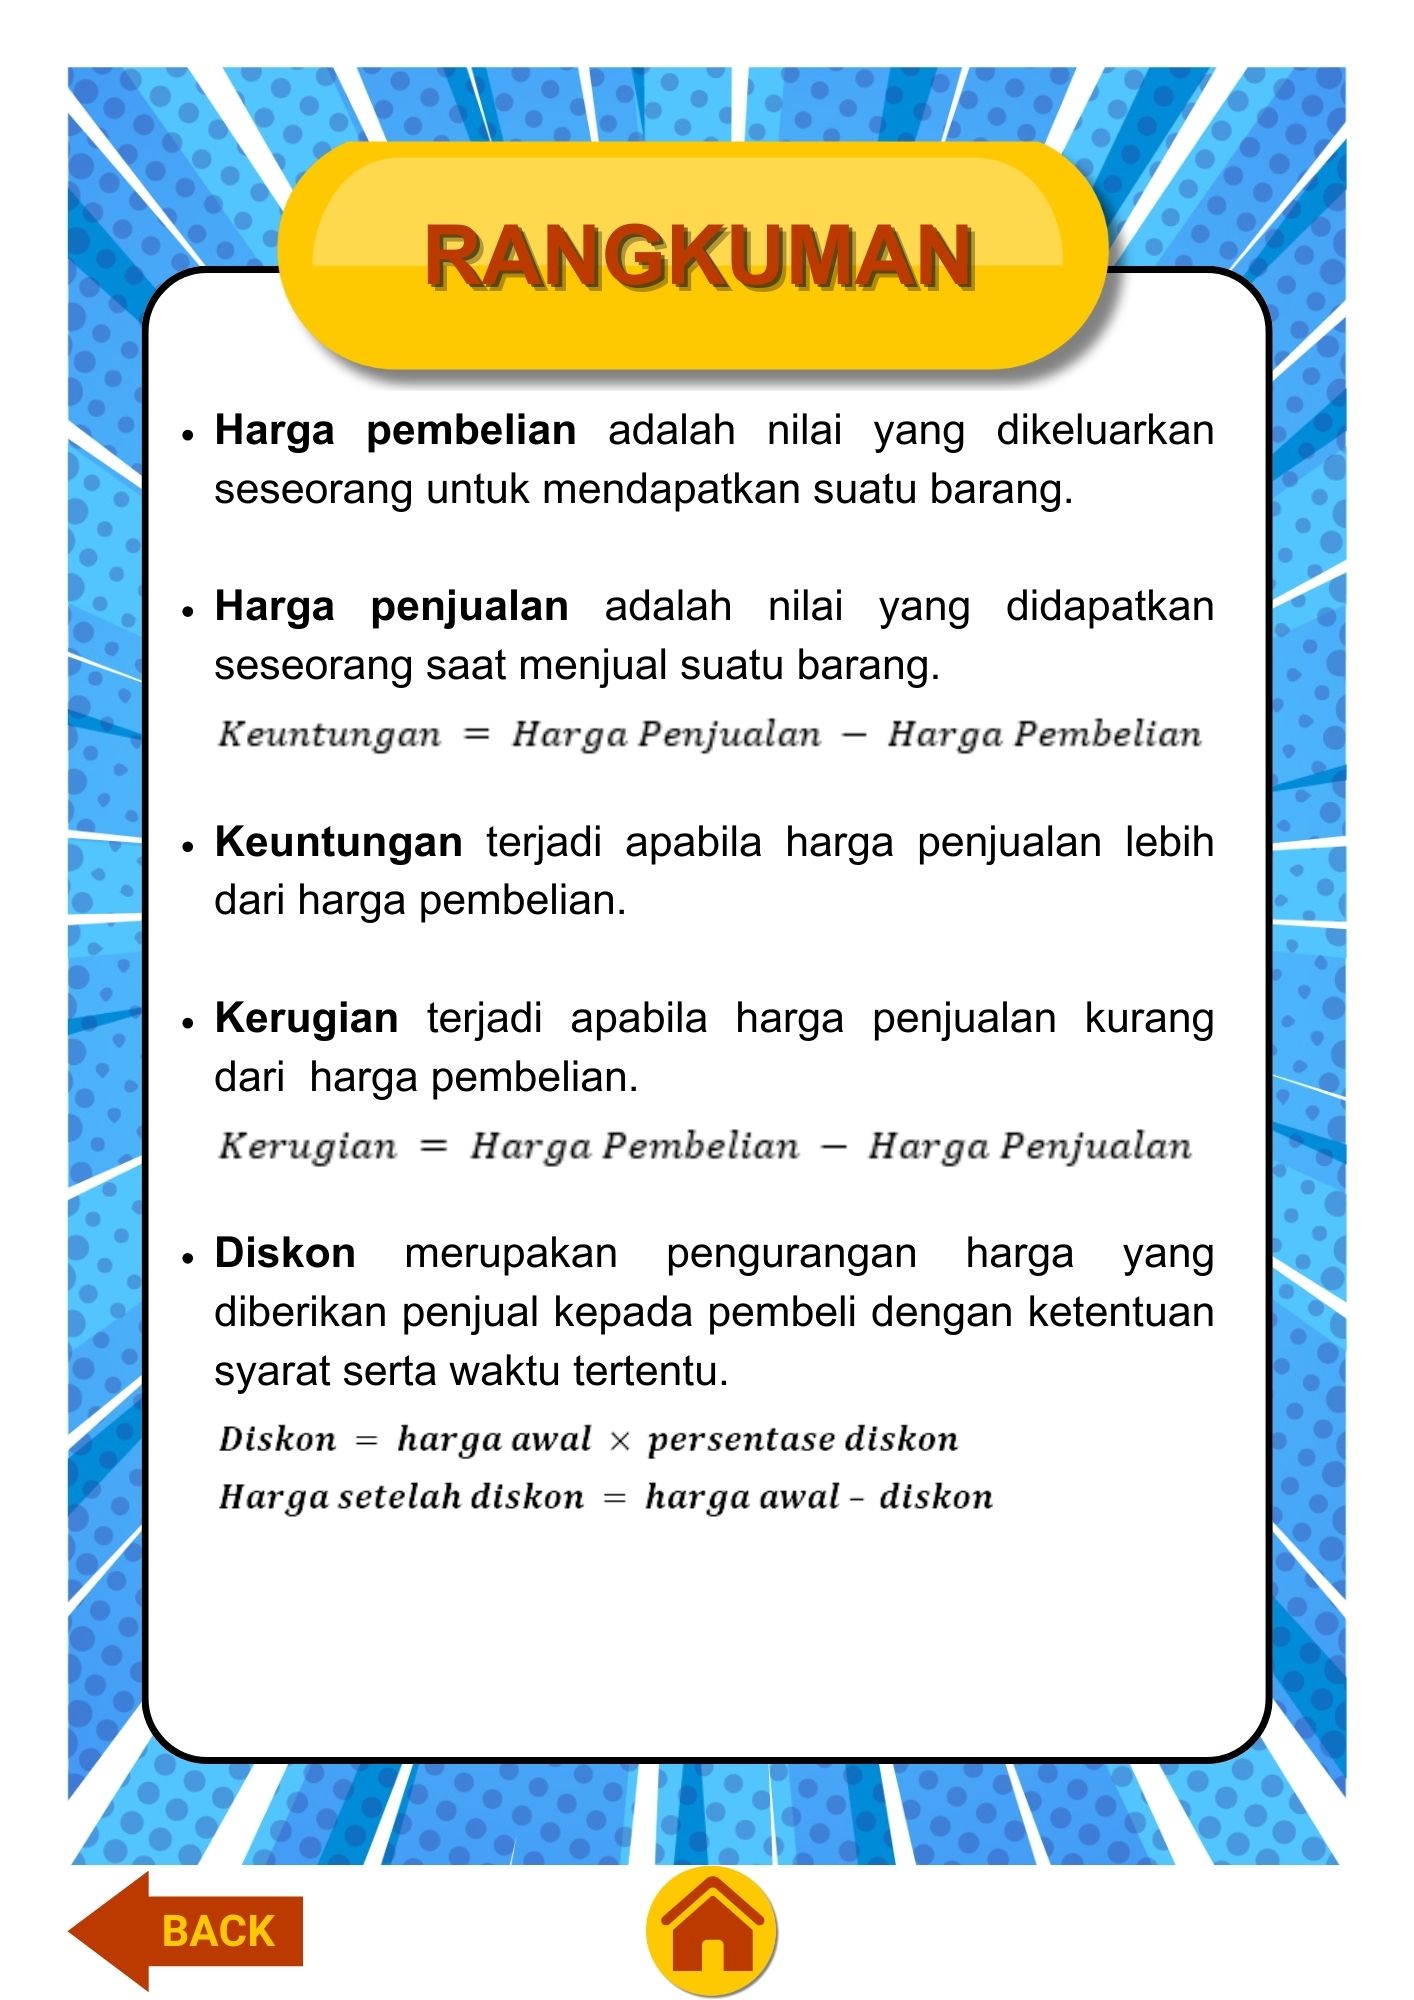 RANGKUMAN
• Harga pembelian adalah nilai yang dikeluarkan
seseorang untuk mendapatkan suatu barang.
• Harga penjualan adalah nilai yang didapatkan
seseorang saat menjual suatu barang.
Keuntungan = Harga Penjualan − Harga Pembelian
• Keuntungan terjadi apabila harga penjualan lebih
dari harga pembelian.
• Kerugian terjadi apabila harga penjualan kurang
dari harga pembelian.
Kerugian = Harga Pembelian − Harga Penjualan
• Diskon merupakan pengurangan harga yang
diberikan penjual kepada pembeli dengan ketentuan
syarat serta waktu tertentu.
Diskon = harga awal × persentase diskon
Harga setelah diskon = harga awal – diskon
BACK